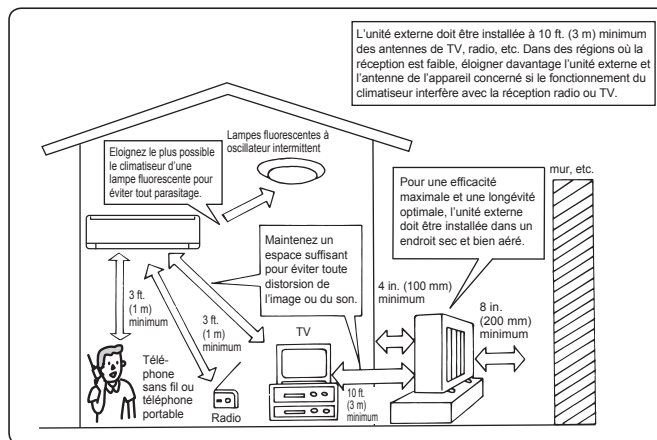 L'unité externe doit être installée à 10 ft. (3 m) minimum
des antennes de TV, radio, etc. Dans des régions où la
réception est faible, éloigner davantage l'unité externe et
l'antenne de l'appareil concerné si le fonctionnement du
climatiseur interfère avec la réception radio ou TV.
Lampes fluorescentes à
oscillateur intermittent
Eloignez le plus possible
le climatiseur d'une
lampe fluorescente pour
éviter tout parasitage.
mur, etc.
Pour une efficacité
maximale et une longévité
optimale, l'unité externe
doit être installée dans un
endroit sec et bien aéré.
Maintenez un
espace suffisant
pour éviter toute
distorsion de
l'image ou du son.
4 in. (100 mm)
minimum
8 in.
(200 mm)
minimum
3 ft.
(1 m)
minimum
3 ft.
(1 m)
minimum
TV
Télé-
phone
sans fil ou
téléphone
portable
Radio
10 ft.
(3 m)
minimum